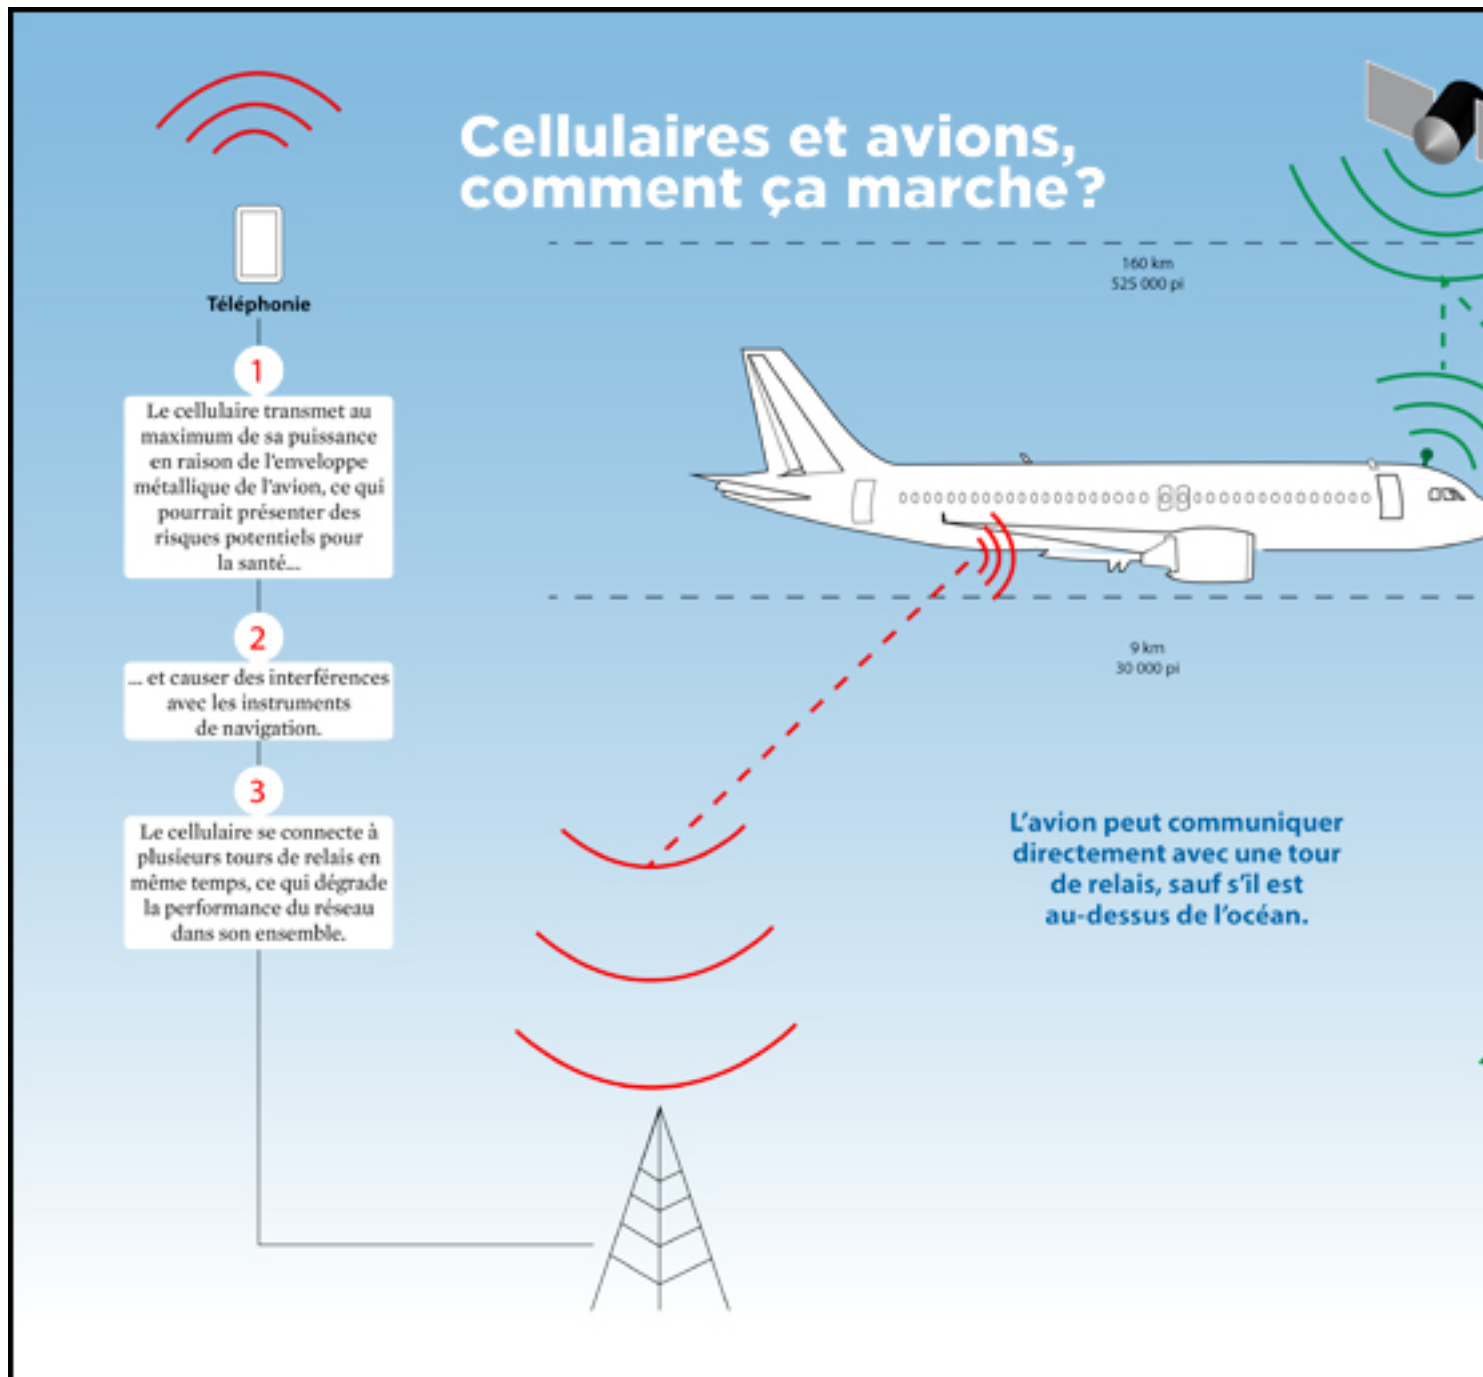 Cellulaires et avions,
comment ça marche?
160 km
525 000 pi
Téléphonie
1
Le cellulaire transmet au
maximum de sa puissance
en raison de l'enveloppe
métallique de l'avion, ce qui
pourrait présenter des
risques potentiels pour
la santé...
2
... et causer des interférences
avec les instruments
de navigation.
3
Le cellulaire se connecte à
plusieurs tours de relais en
même temps, ce qui dégrade
la performance du réseau
dans son ensemble.
9 km
30 000 pi
L'avion peut communiquer
directement avec une tour
de relais, sauf s'il est
au-dessus de l'océan.